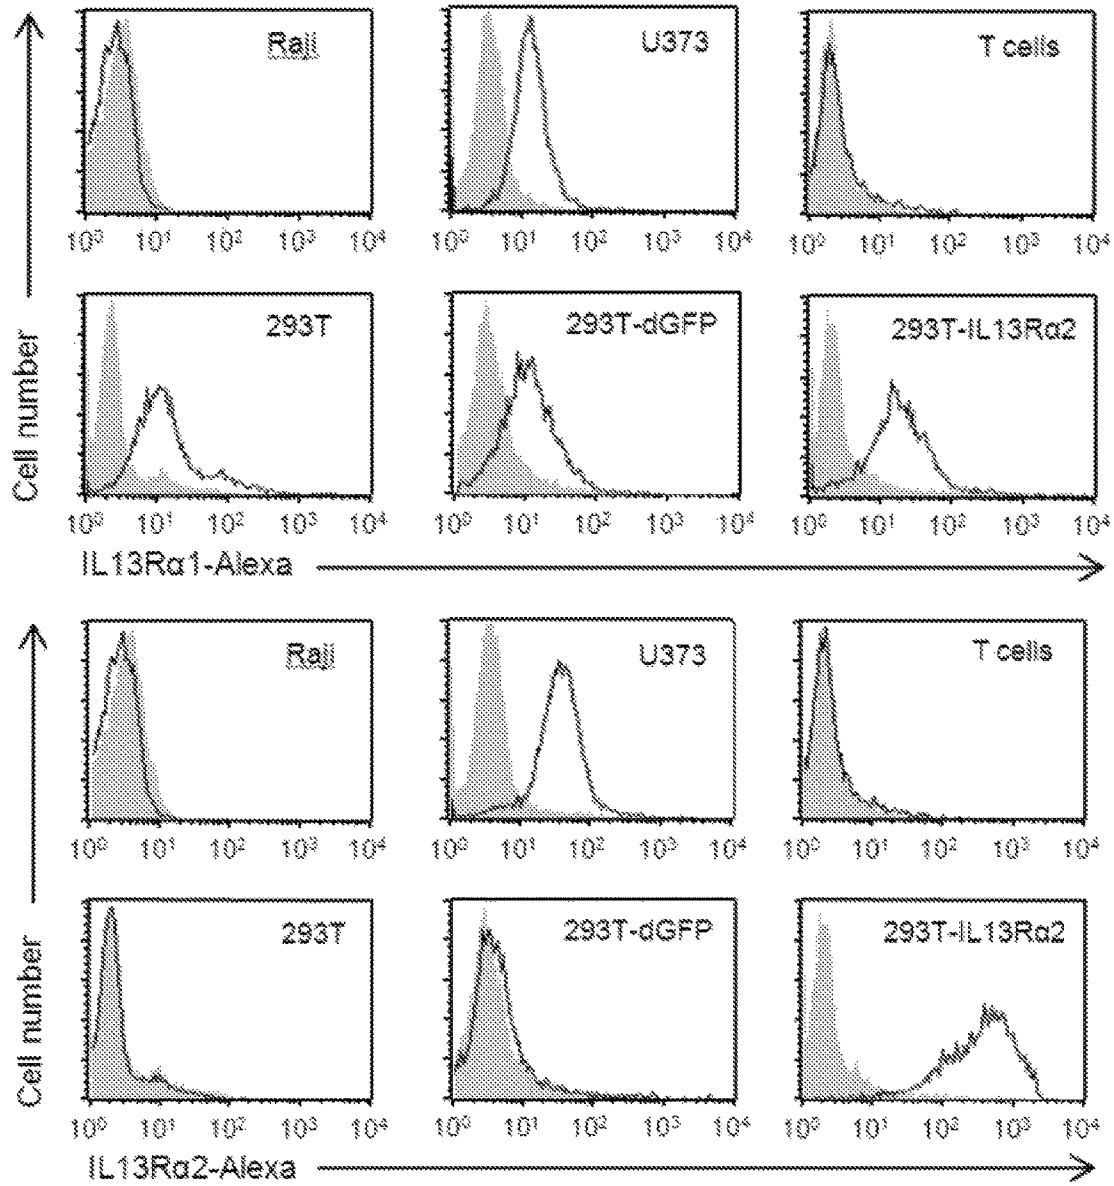 Raji U373 T cells
10⁰ 10¹ 10² 10³ 10⁴ 10⁰ 10¹ 10² 10³ 10⁴ 10⁰ 10¹ 10² 10³ 10⁴
293T 293T-dGFP 293T-IL13Rα2
10⁰ 10¹ 10² 10³ 10⁴ 10⁰ 10¹ 10² 10³ 10⁴ 10⁰ 10¹ 10² 10³ 10⁴
Cell number
IL13Rα1-Alexa
Raji U373 T cells
10⁰ 10¹ 10² 10³ 10⁴ 10⁰ 10¹ 10² 10³ 10⁴ 10⁰ 10¹ 10² 10³ 10⁴
293T 293T-dGFP 293T-IL13Rα2
10⁰ 10¹ 10² 10³ 10⁴ 10⁰ 10¹ 10² 10³ 10⁴ 10⁰ 10¹ 10² 10³ 10⁴
Cell number
IL13Rα2-Alexa